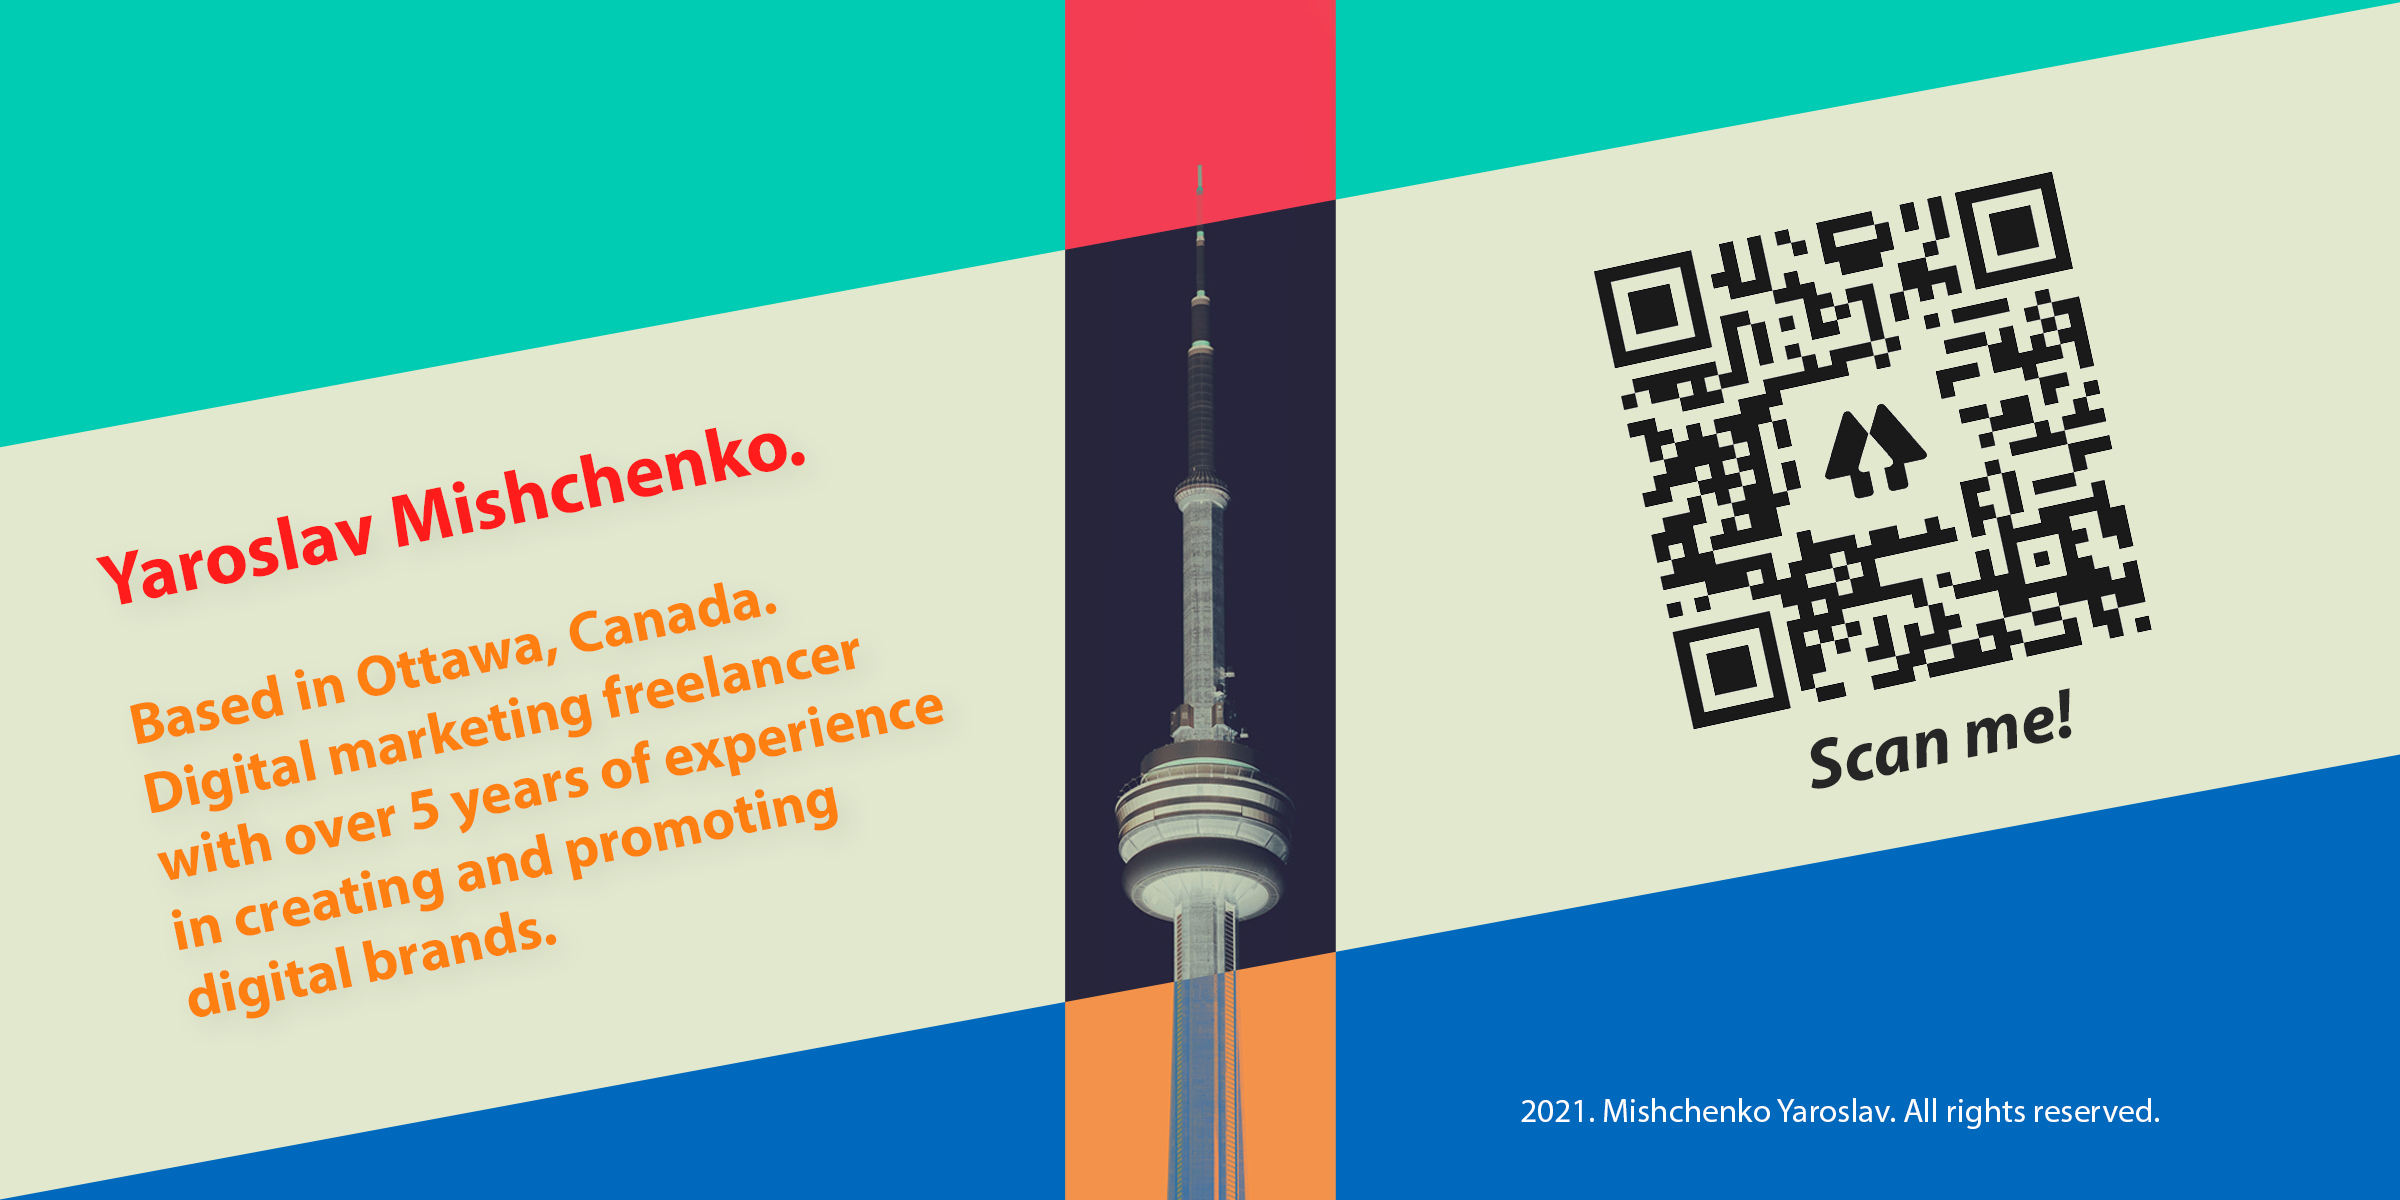 Yaroslav Mishchenko.
Based in Ottawa, Canada.
Digital marketing freelancer
with over 5 years of experience
in creating and promoting
digital brands.
Scan me!
2021. Mishchenko Yaroslav. All rights reserved.